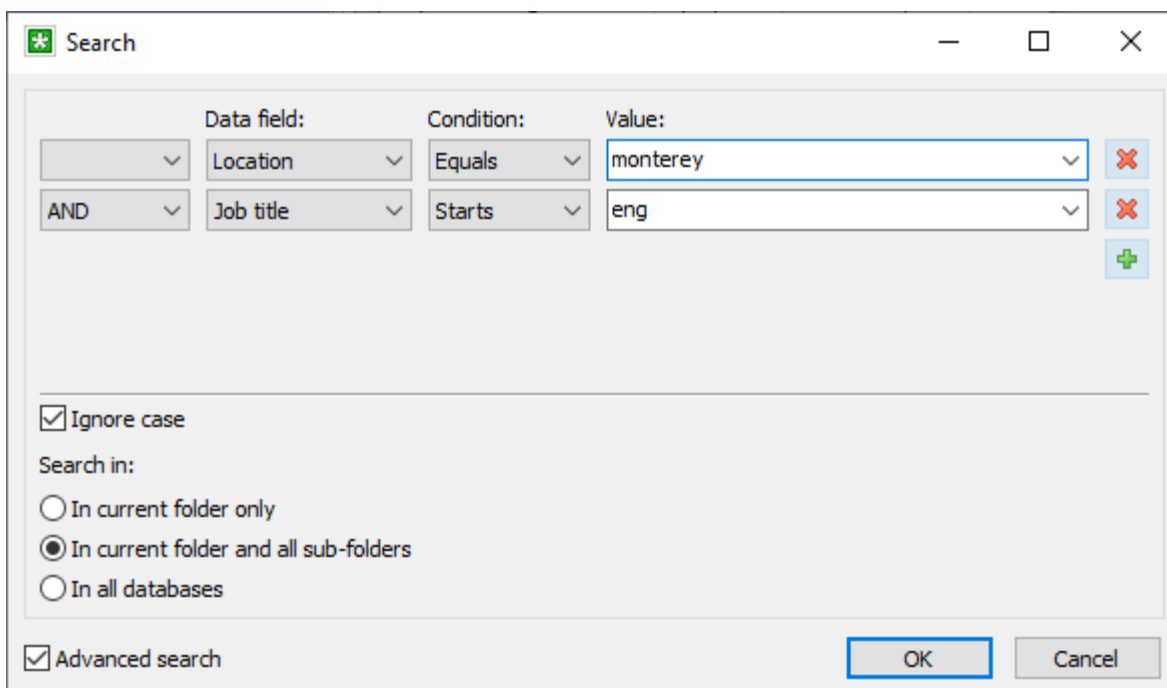 Search
Data field: Condition: Value:
Location Equals monterey
AND Job title Starts eng
Ignore case
Search in:
In current folder only
In current folder and all sub-folders
In all databases
Advanced search OK Cancel